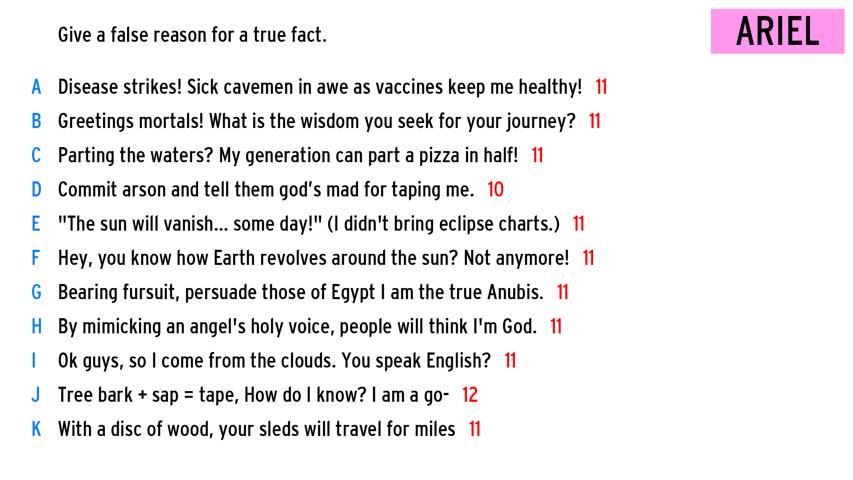 Give a false reason for a true fact.
ARIEL
A Disease strikes! Sick cavemen in awe as vaccines keep me healthy! 11
B Greetings mortals! What is the wisdom you seek for your journey? 11
C Parting the waters? My generation can part a pizza in half! 11
D Commit arson and tell them god's mad for taping me. 10
E "The sun will vanish... some day!" (I didn't bring eclipse charts.) 11
F Hey, you know how Earth revolves around the sun? Not anymore! 11
G Bearing fursuit, persuade those of Egypt I am the true Anubis. 11
H By mimicking an angel's holy voice, people will think I'm God. 11
I Ok guys, so I come from the clouds. You speak English? 11
J Tree bark + sap = tape, How do I know? I am a go- 12
K With a disc of wood, your sleds will travel for miles 11